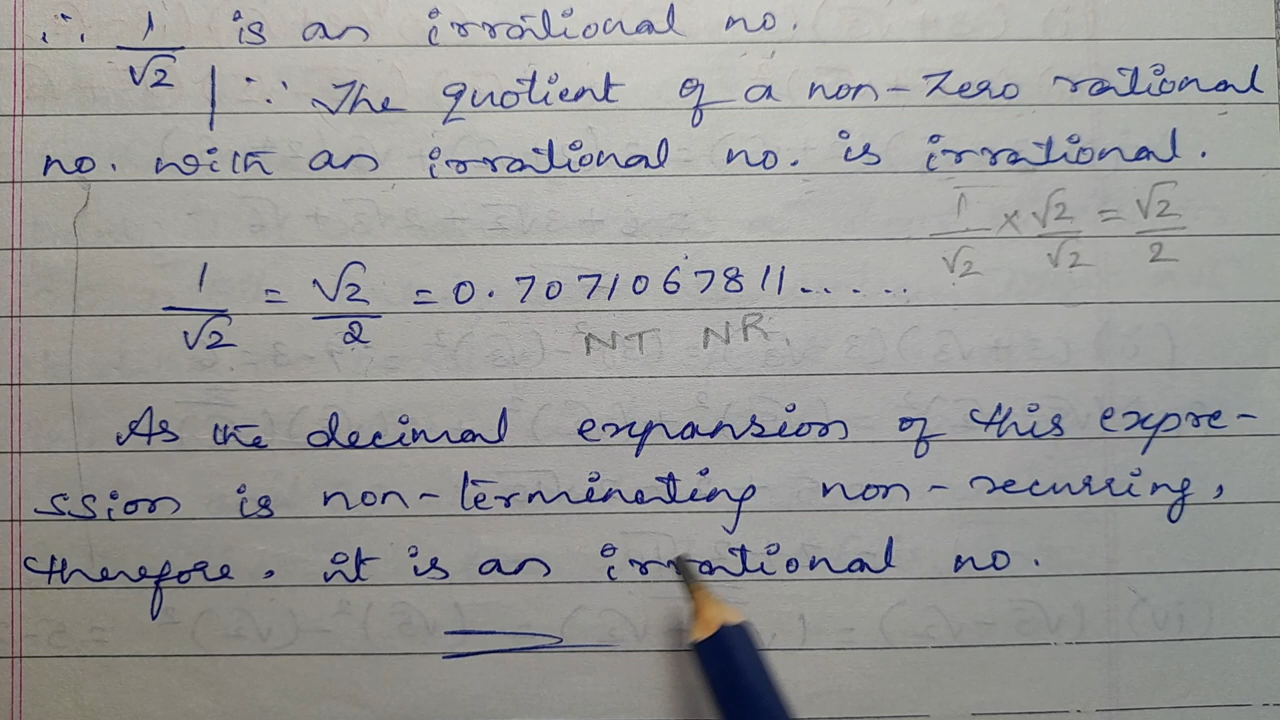 ∴ 1/√2 is an irrational no.
| ∵ The quotient of a non-zero rational
no. with an irrational no. is irrational.
1/√2 × √2/√2 = √2/2
1/√2 = √2/2 = 0.7071067811......
NT NR.
As the decimal expansion of this expre-
ssion is non-terminating non-recurring,
therefore, it is an irrational no.